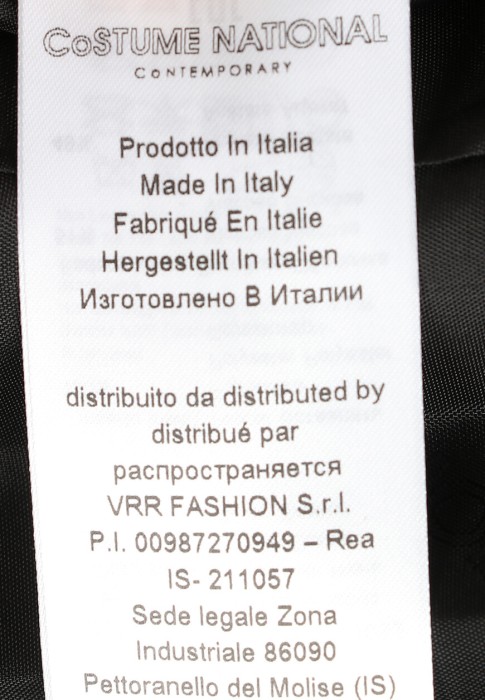 CoSTUME NATIONAL
CONTEMPORARY
Prodotto In Italia
Made In Italy
Fabriqué En Italie
Hergestellt In Italien
Изготовлено В Италии
distribuito da distributed by
distribué par
распространяется
VRR FASHION S.r.l.
P.I. 00987270949 – Rea
IS- 211057
Sede legale Zona
Industriale 86090
Pettoranello del Molise (IS)